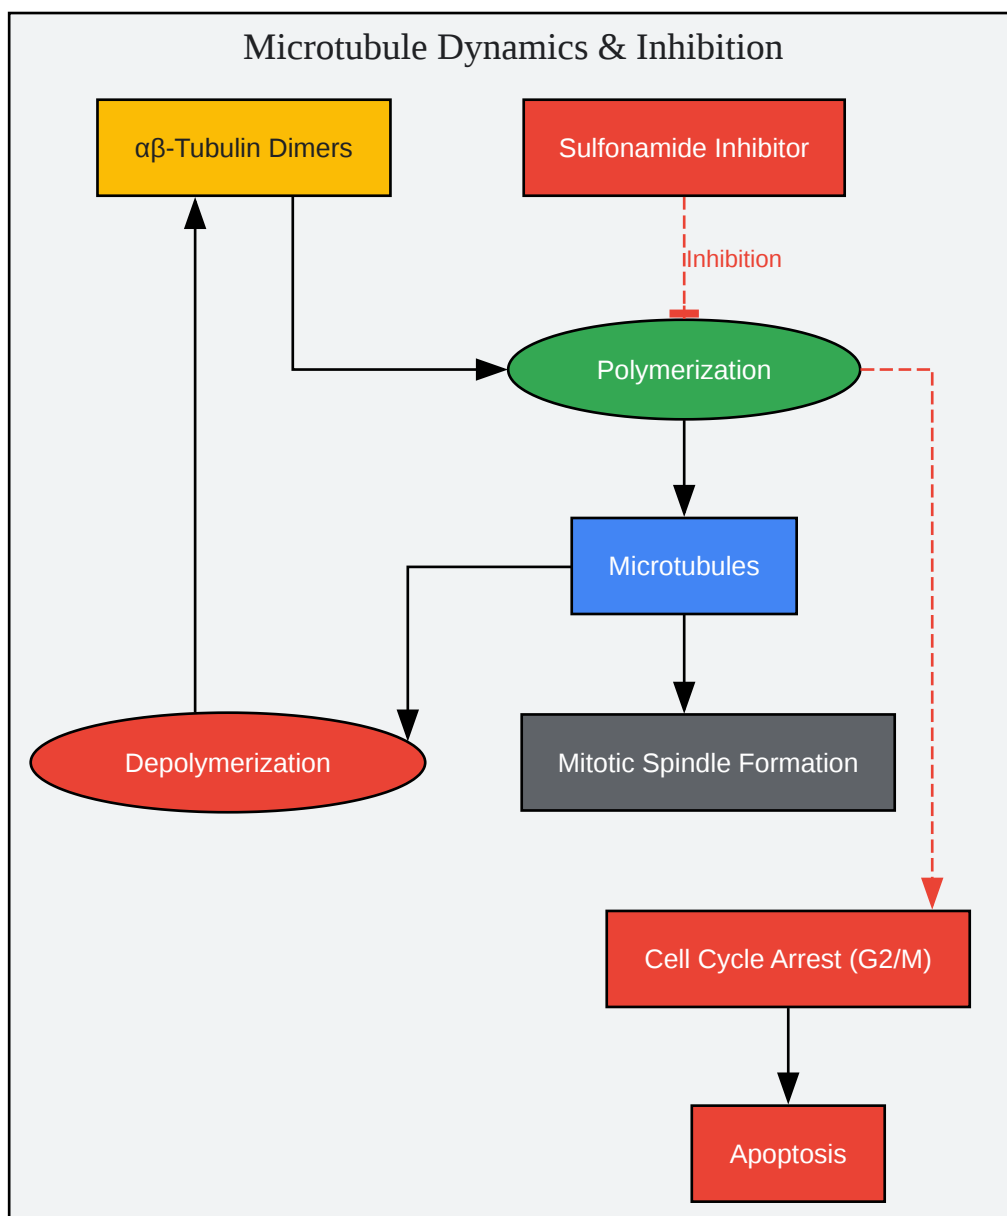 Microtubule Dynamics & Inhibition
αβ-Tubulin Dimers
Sulfonamide Inhibitor
Inhibition
Polymerization
Microtubules
Depolymerization
Mitotic Spindle Formation
Cell Cycle Arrest (G2/M)
Apoptosis